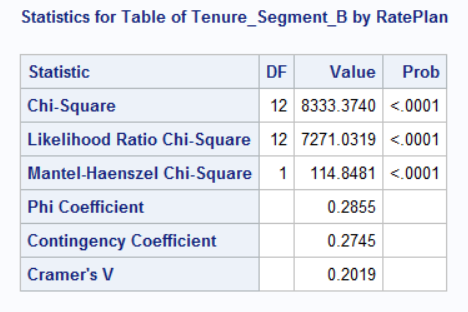 Statistics for Table of Tenure_Segment_B by RatePlan
Statistic DF Value Prob
Chi-Square 12 8333.3740 <.0001
Likelihood Ratio Chi-Square 12 7271.0319 <.0001
Mantel-Haenszel Chi-Square 1 114.8481 <.0001
Phi Coefficient 0.2855
Contingency Coefficient 0.2745
Cramer's V 0.2019